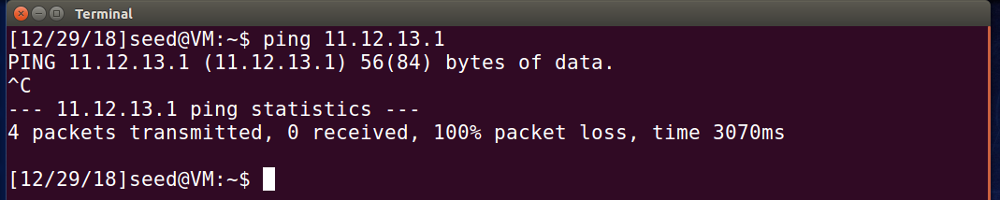 Terminal
[12/29/18]seed@VM:~$ ping 11.12.13.1
PING 11.12.13.1 (11.12.13.1) 56(84) bytes of data.
^C
--- 11.12.13.1 ping statistics ---
4 packets transmitted, 0 received, 100% packet loss, time 3070ms
[12/29/18]seed@VM:~$